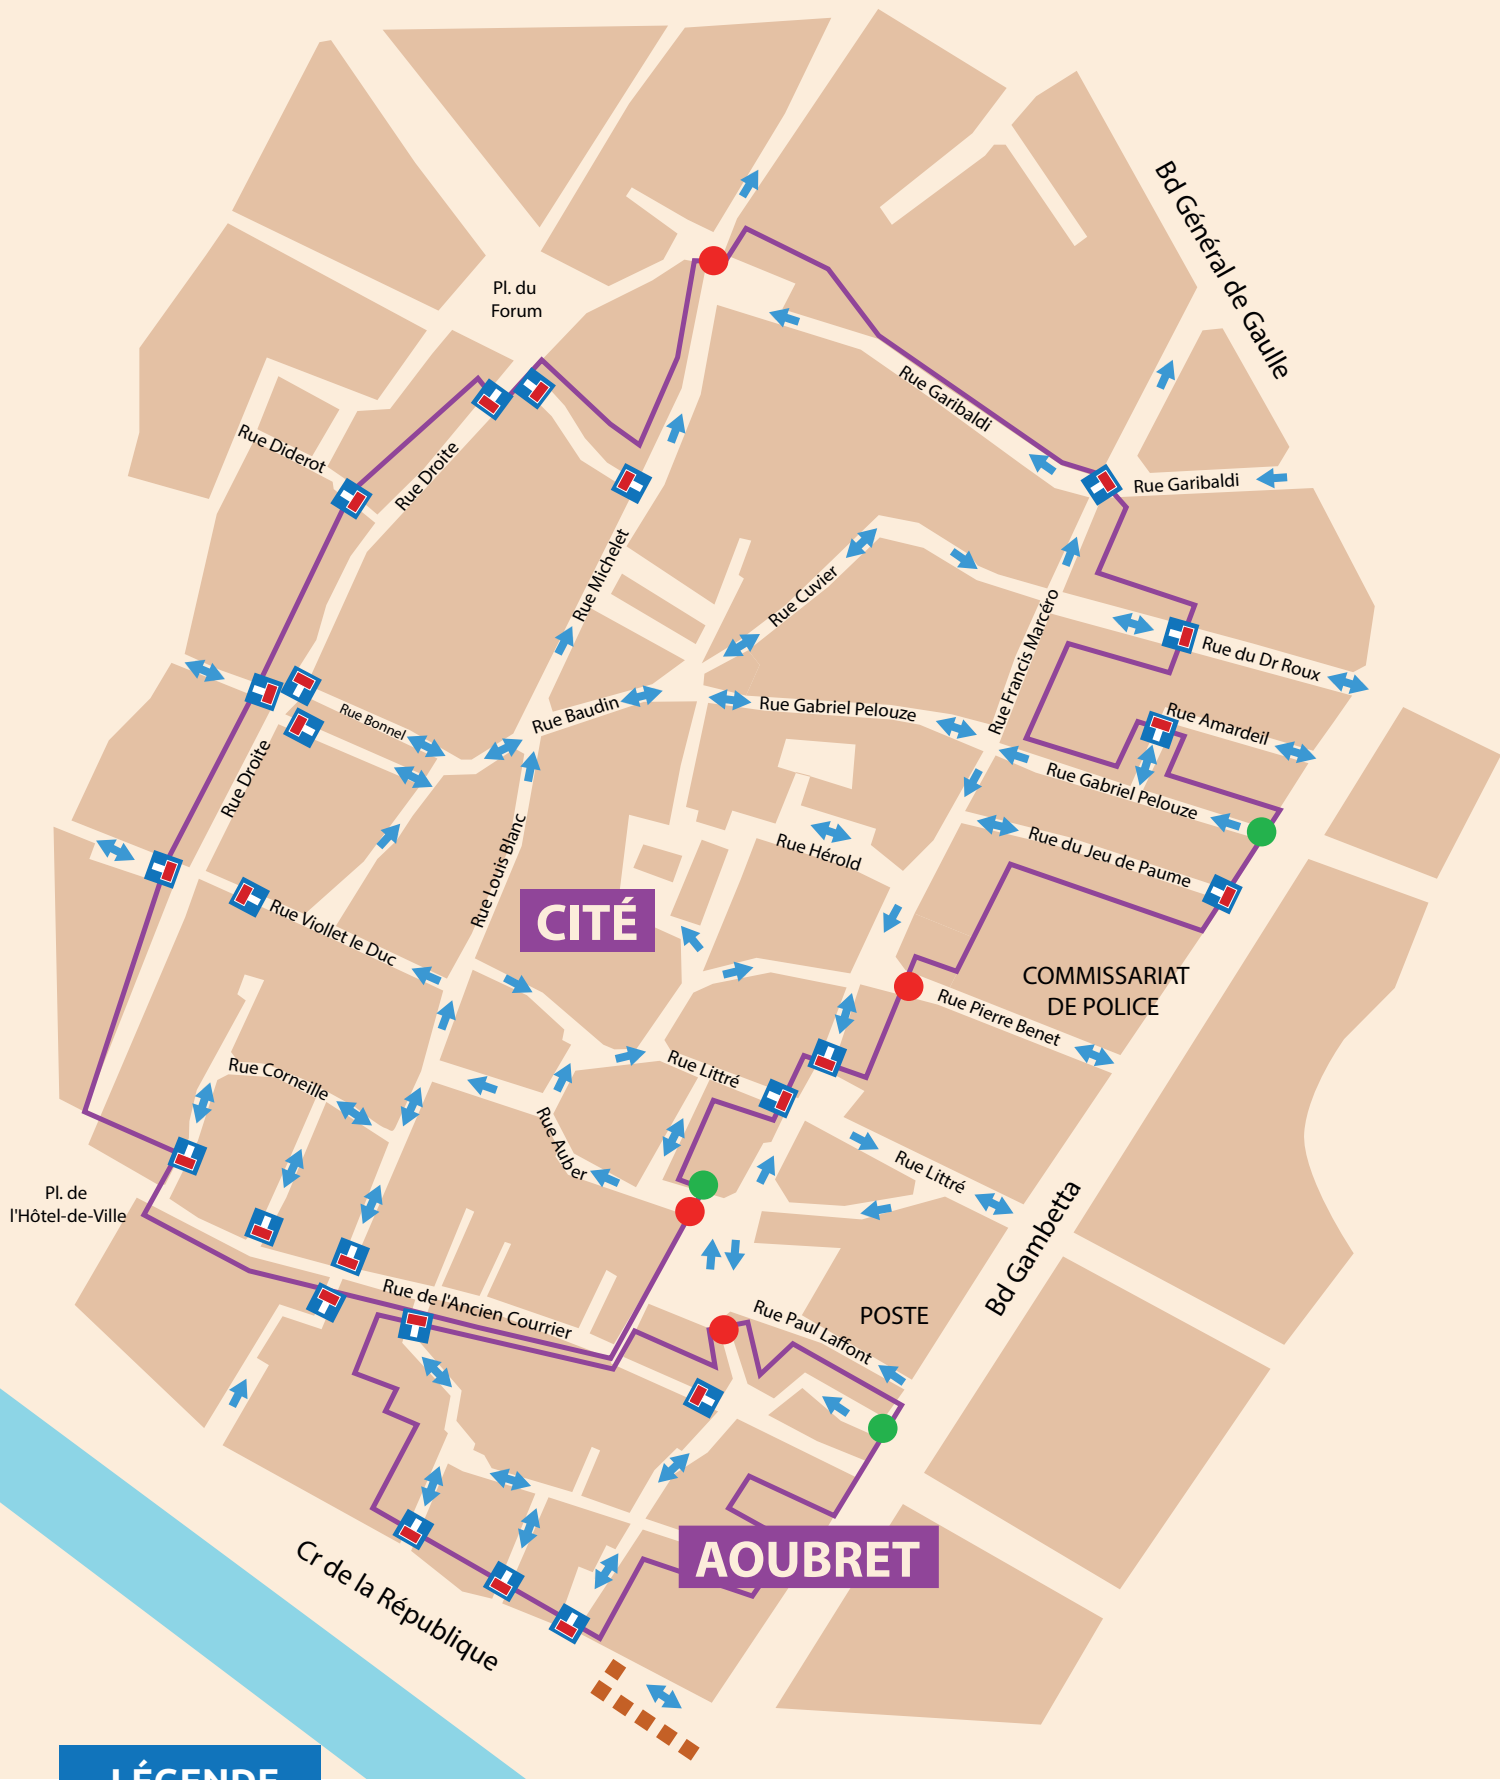 Bd Général de Gaulle
Pl. du
Forum
Rue Garibaldi
Rue Diderot
Rue Droite
Rue Garibaldi
Rue Michelet
Rue Cuvier
Rue Francis Marcéro
Rue du Dr Roux
Rue Bonnel
Rue Baudin
Rue Gabriel Pelouze
Rue Amardeil
Rue Droite
Rue Gabriel Pelouze
Rue Louis Blanc
Rue Hérold
Rue du Jeu de Paume
CITÉ
Rue Viollet le Duc
COMMISSARIAT
DE POLICE
Rue Pierre Benet
Rue Corneille
Rue Littré
Rue Auber
Rue Littré
Pl. de
l'Hôtel-de-Ville
Bd Gambetta
Rue de l'Ancien Courrier
Rue Paul Laffont
POSTE
AOUBRET
Cr de la République
LÉGENDE